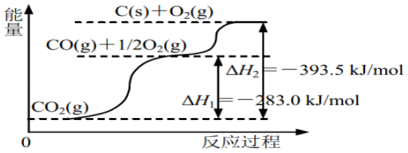 能量
C(s)+O₂(g)
CO(g)+1/2O₂(g)
ΔH₂=−393.5 kJ/mol
ΔH₁=−283.0 kJ/mol
CO₂(g)
0
反应过程